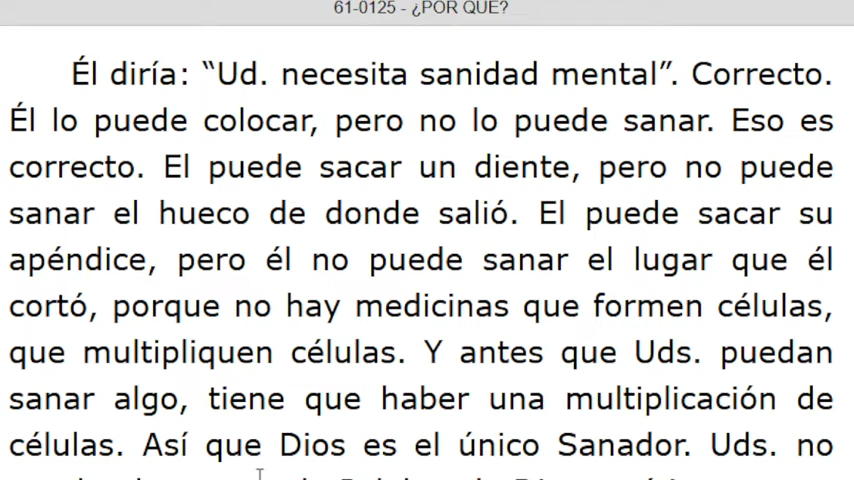 61-0125 - ¿POR QUE?
Él diría: “Ud. necesita sanidad mental”. Correcto.
Él lo puede colocar, pero no lo puede sanar. Eso es
correcto. El puede sacar un diente, pero no puede
sanar el hueco de donde salió. El puede sacar su
apéndice, pero él no puede sanar el lugar que él
cortó, porque no hay medicinas que formen células,
que multipliquen células. Y antes que Uds. puedan
sanar algo, tiene que haber una multiplicación de
células. Así que Dios es el único Sanador. Uds. no